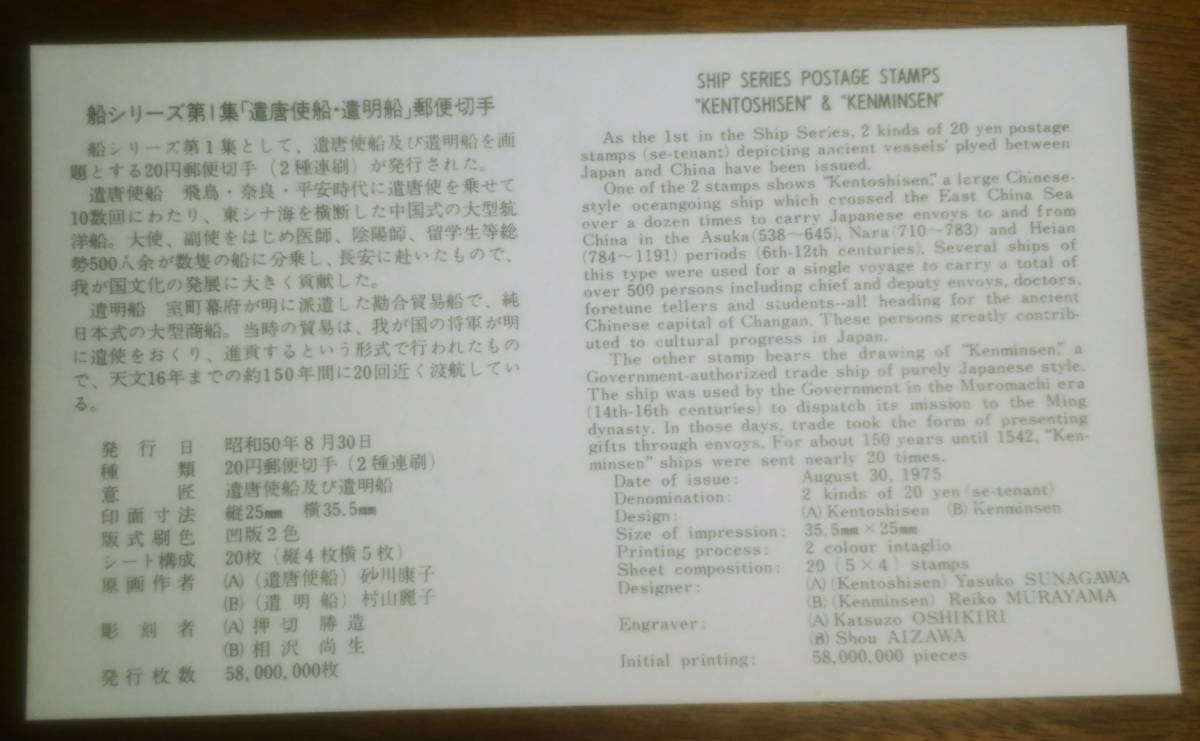 船シリーズ第1集「遣唐使船・遣明船」郵便切手
船シリーズ第1集として、遣唐使船及び遣明船を画
題とする20円郵便切手(2種連刷)が発行された。
遣唐使船 飛鳥・奈良・平安時代に遣唐使を乗せて
10数回にわたり、東シナ海を横断した中国式の大型航
洋船。大使、副使をはじめ医師、陰陽師、留学生等総
勢500人余が数隻の船に分乗し、長安に赴いたもので、
我が国文化の発展に大きく貢献した。
遣明船 室町幕府が明に派遣した勘合貿易船で、純
日本式の大型商船。当時の貿易は、我が国の将軍が明
に遣使をおくり、進貢するという形式で行われたもの
で、天文16年までの約150年間に20回近く渡航してい
る。
発行日 昭和50年8月30日
種類 20円郵便切手(2種連刷)
意匠 遣唐使船及び遣明船
印面寸法 縦25㎜ 横35.5㎜
版式刷色 凹版2色
シート構成 20枚(縦4枚横5枚)
原画作者 (A)(遣唐使船)砂川康子
(B)(遣明船)村山麗子
彫刻者 (A)押切勝造
(B)相沢尚生
発行枚数 58,000,000枚
SHIP SERIES POSTAGE STAMPS
"KENTOSHISEN" & "KENMINSEN"
As the 1st in the Ship Series, 2 kinds of 20 yen postage
stamps (se-tenant) depicting ancient vessels' plyed between
Japan and China have been issued.
One of the 2 stamps shows "Kentoshisen," a large Chinese-
style oceangoing ship which crossed the East China Sea
over a dozen times to carry Japanese envoys to and from
China in the Asuka(538~645), Nara(710~783) and Heian
(784~1191) periods (6th-12th centuries). Several ships of
this type were used for a single voyage to carry a total of
over 500 persons including chief and deputy envoys, doctors,
foretune tellers and students--all heading for the ancient
Chinese capital of Changan. These persons greatly contrib-
uted to cultural progress in Japan.
The other stamp bears the drawing of "Kenminsen," a
Government-authorized trade ship of purely Japanese style.
The ship was used by the Government in the Muromachi era
(14th-16th centuries) to dispatch its mission to the Ming
dynasty. In those days, trade took the form of presenting
gifts through envoys. For about 150 years until 1542, "Ken-
minsen" ships were sent nearly 20 times.
Date of issue: August 30, 1975
Denomination: 2 kinds of 20 yen (se-tenant)
Design: (A) Kentoshisen (B) Kenminsen
Size of impression: 35.5㎜×25㎜
Printing process: 2 colour intaglio
Sheet composition: 20 (5×4) stamps
Designer: (A)(Kentoshisen) Yasuko SUNAGAWA
(B)(Kenminsen) Reiko MURAYAMA
Engraver: (A) Katsuzo OSHIKIRI
(B) Shou AIZAWA
Initial printing: 58,000,000 pieces